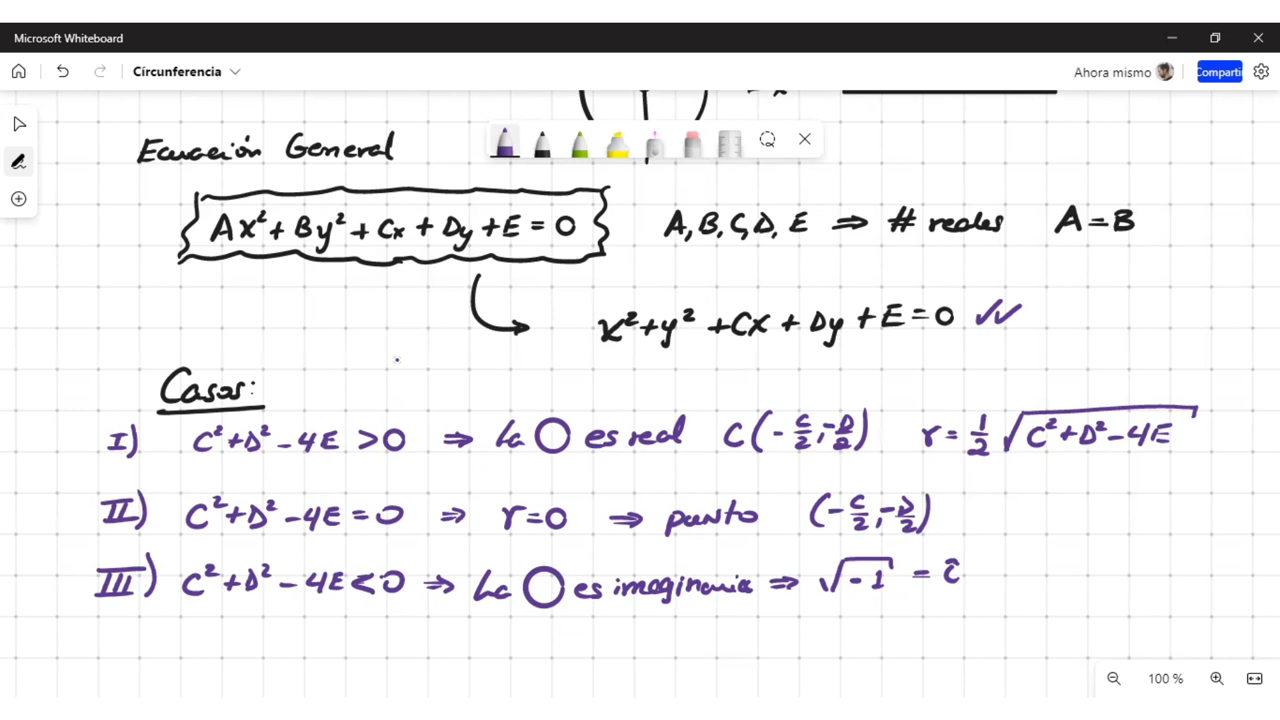 Microsoft Whiteboard
Círcunferencia
Ahora mismo
Compartir
x
Ecuación General
Ax² + By² + Cx + Dy + E = 0
A, B, C, D, E ⇒ # reales A = B
x² + y² + Cx + Dy + E = 0 ✓✓
Casos:
I) C² + D² - 4E > 0 ⇒ La ◯ es real C(-C/2, -D/2) r = 1/2 √(C² + D² - 4E)
II) C² + D² - 4E = 0 ⇒ r = 0 ⇒ punto (-C/2, -D/2)
III) C² + D² - 4E < 0 ⇒ La ◯ es imaginaria ⇒ √-1 = i
100 %